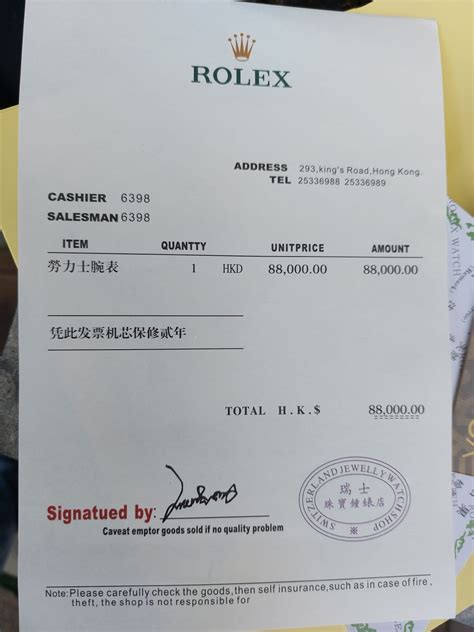 ROLEX
ADDRESS 293,king's Road,Hong Kong.
TEL 25336988 25336989
CASHIER 6398
SALESMAN 6398
ITEM QUANTTY UNITPRICE AMOUNT
勞力士腕表 1 HKD 88,000.00 88,000.00
凭此发票机芯保修贰年
TOTAL H.K.$ 88,000.00
SWITZERLAND JEWELLY WATCH SHOP
瑞士
珠寶鐘錶店
Signatued by:
Caveat emptor goods sold if no quality problem
Note:Please carefully check the goods,then self insurance,such as in case of fire,
theft, the shop is not responsible for
ROLEX WATCH